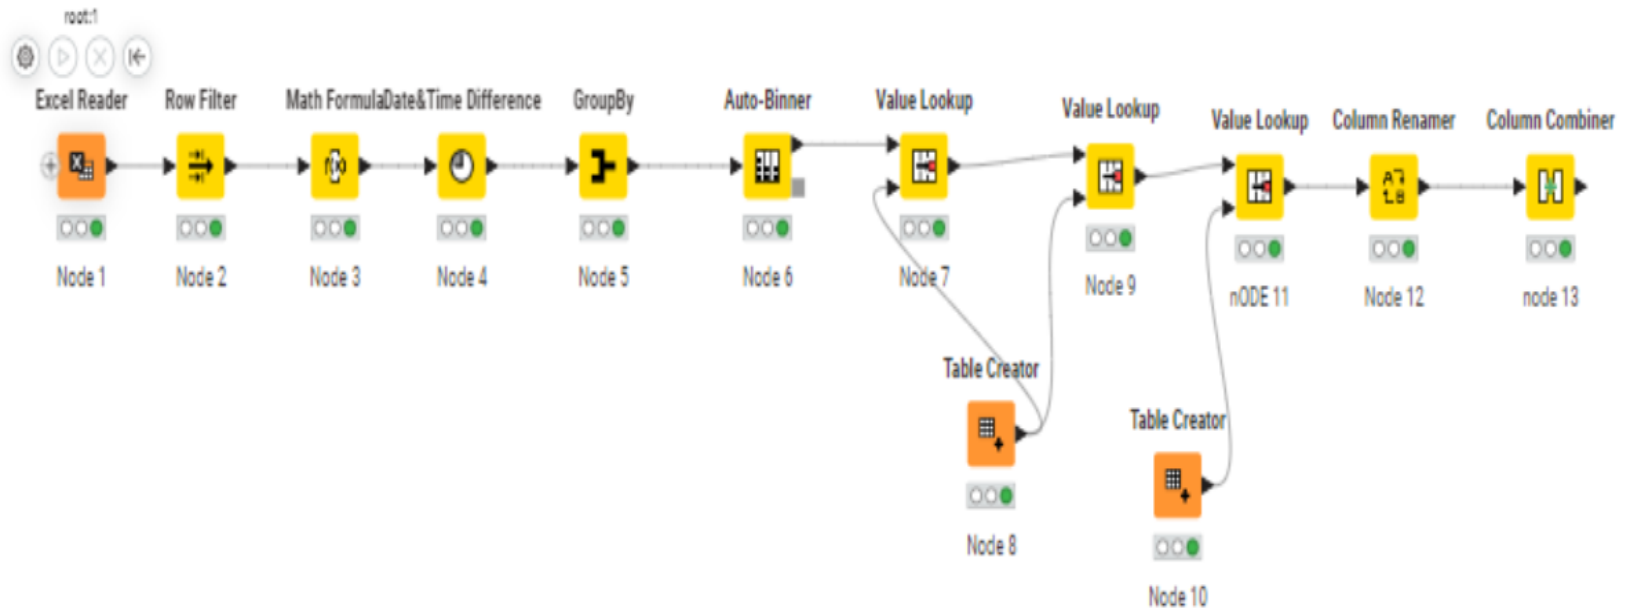 root:1
Excel Reader
Row Filter
Math Formula
Date&Time Difference
GroupBy
Auto-Binner
Value Lookup
Value Lookup
Value Lookup
Column Renamer
Column Combiner
Node 1
Node 2
Node 3
Node 4
Node 5
Node 6
Node 7
Node 9
nODE 11
Node 12
node 13
Table Creator
Node 8
Table Creator
Node 10